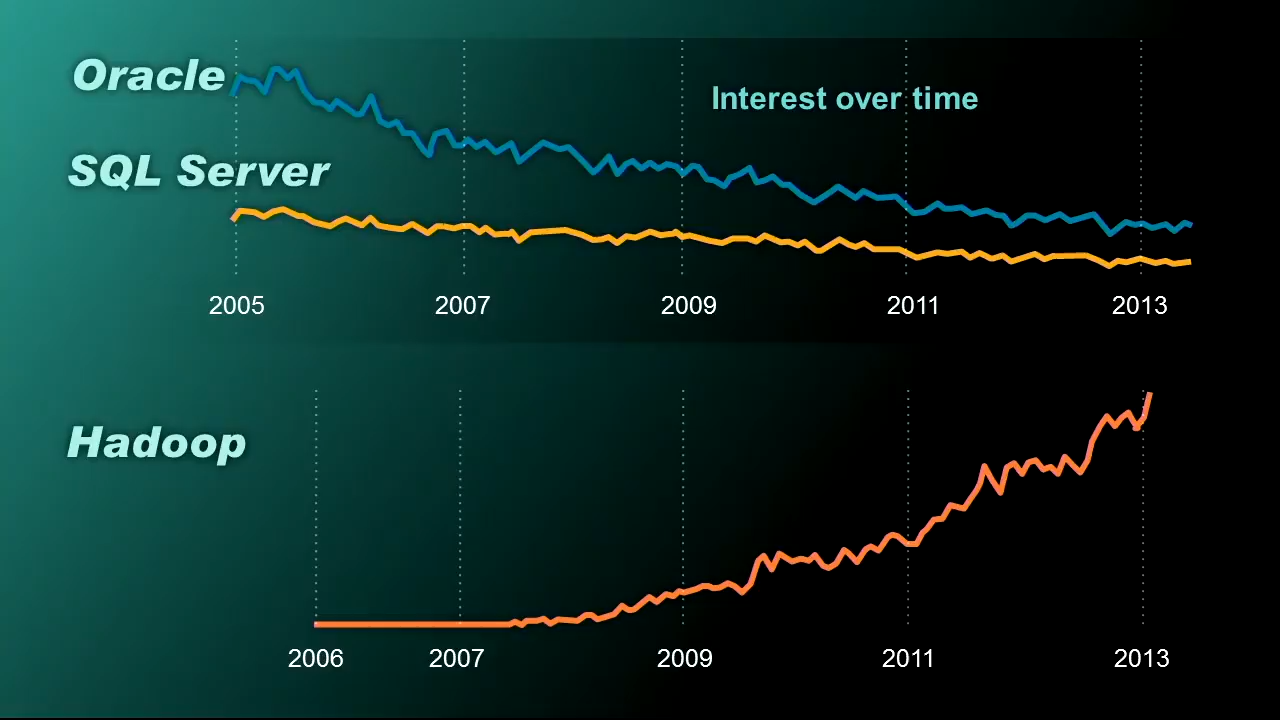 Oracle
Interest over time
SQL Server
2005 2007 2009 2011 2013
Hadoop
2006 2007 2009 2011 2013